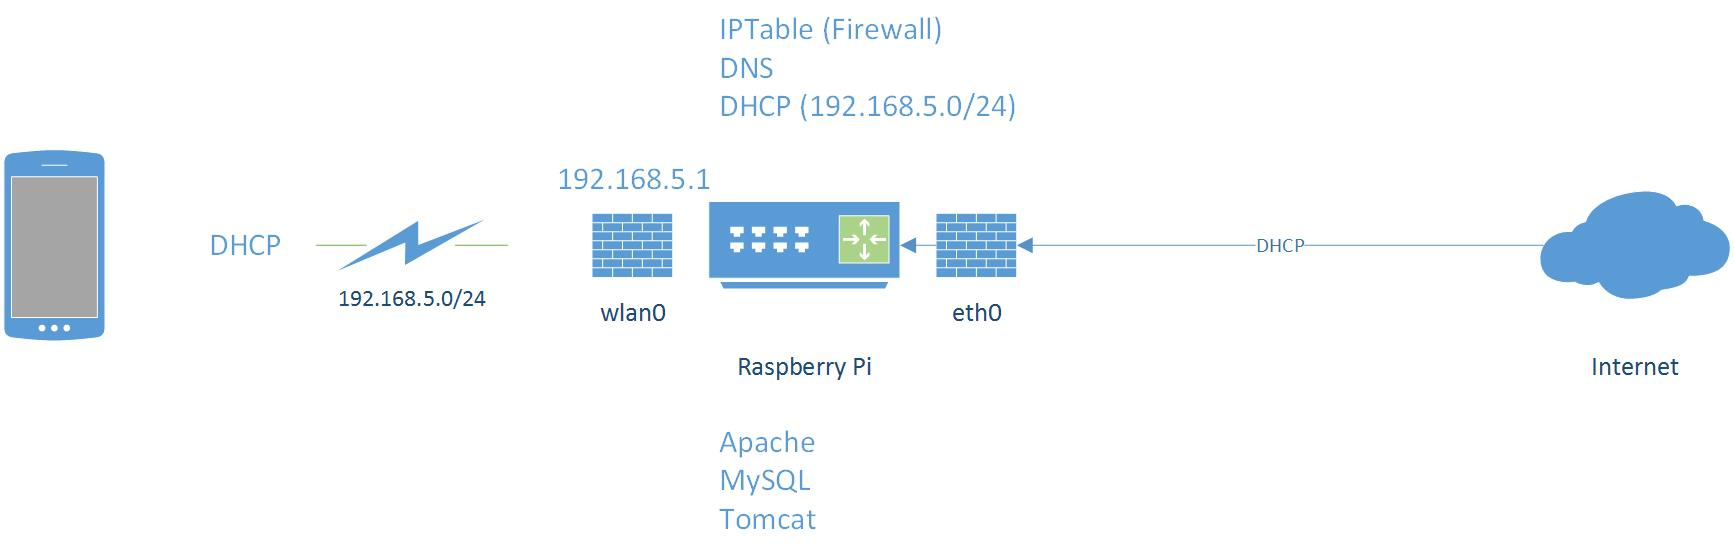 IPTable (Firewall)
DNS
DHCP (192.168.5.0/24)
192.168.5.1
DHCP
192.168.5.0/24
wlan0
eth0
DHCP
Raspberry Pi
Internet
Apache
MySQL
Tomcat